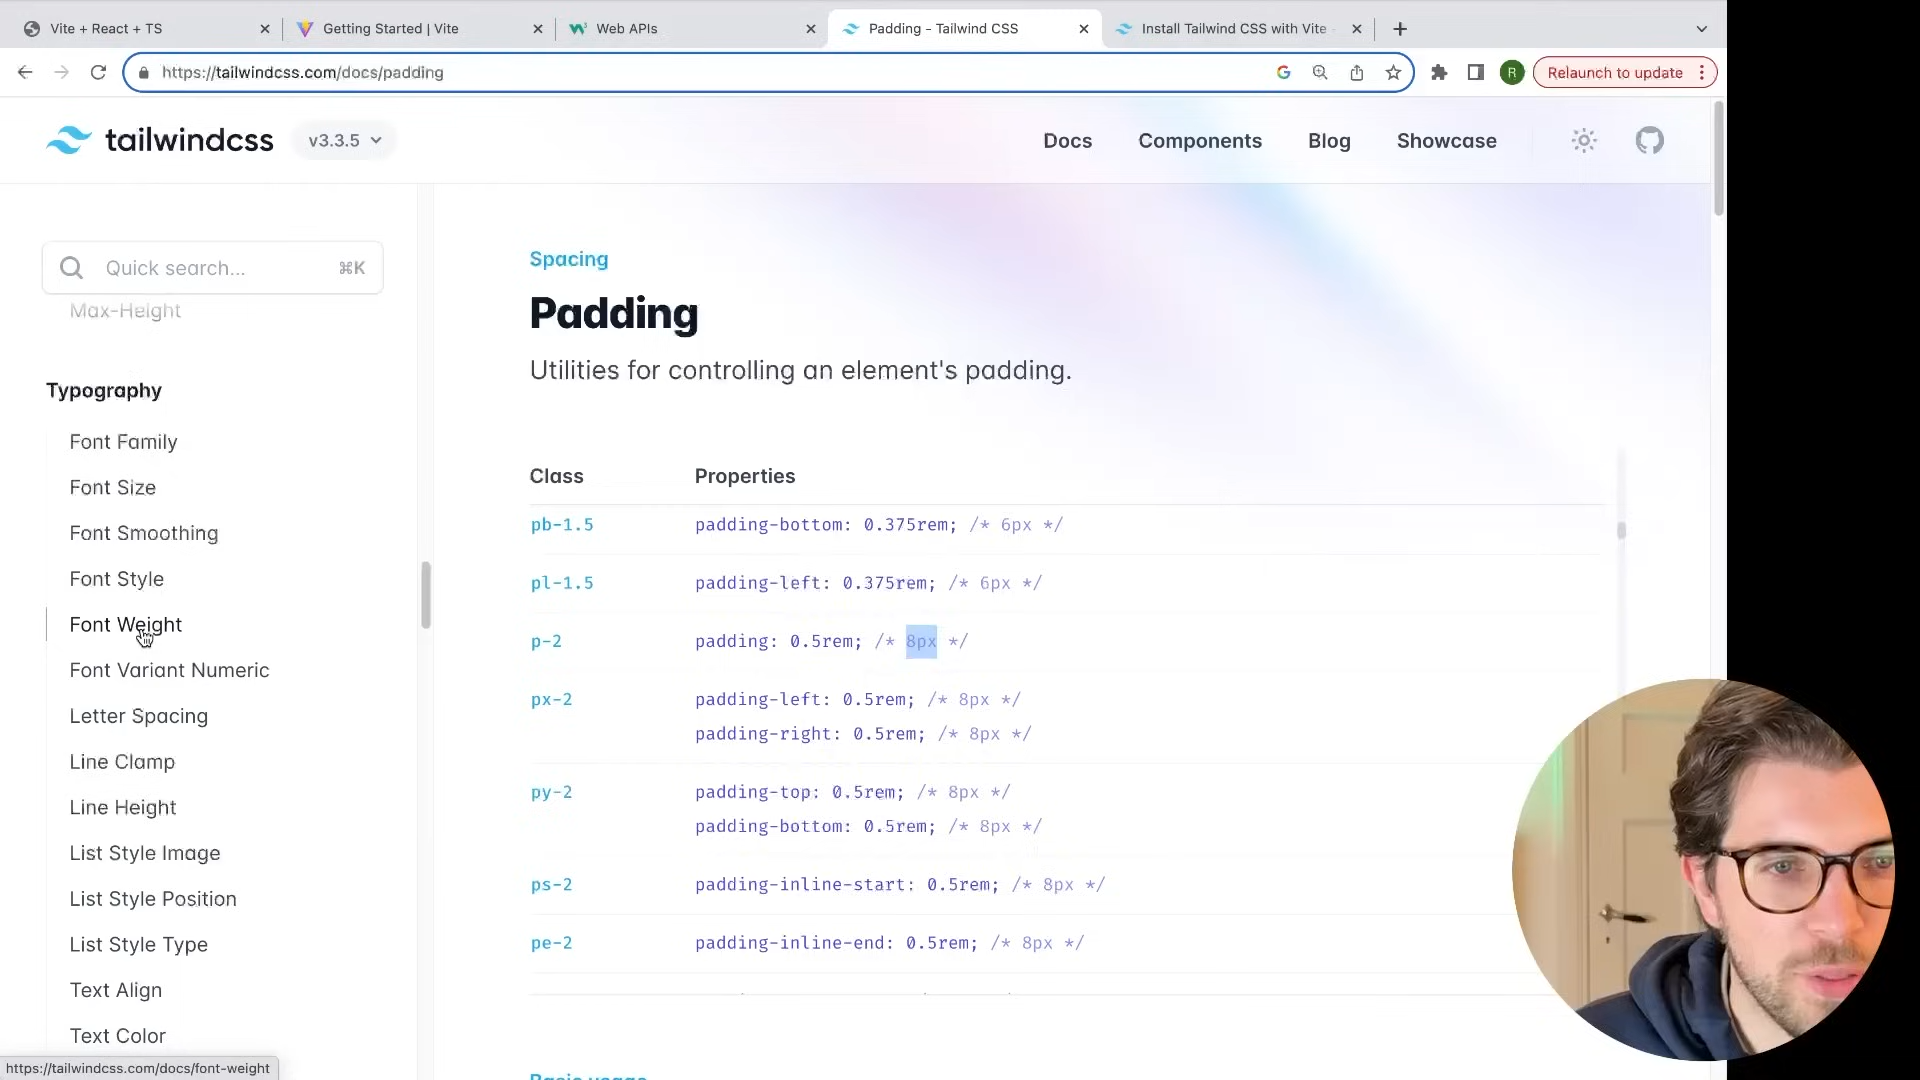 Vite + React + TS
Getting Started | Vite
Web APIs
Padding - Tailwind CSS
Install Tailwind CSS with Vite
https://tailwindcss.com/docs/padding
R
Relaunch to update
tailwindcss
v3.3.5
Docs
Components
Blog
Showcase
Quick search...
⌘K
Max-Height
Typography
Font Family
Font Size
Font Smoothing
Font Style
Font Weight
Font Variant Numeric
Letter Spacing
Line Clamp
Line Height
List Style Image
List Style Position
List Style Type
Text Align
Text Color
https://tailwindcss.com/docs/font-weight
Spacing
Padding
Utilities for controlling an element's padding.
Class Properties
pb-1.5 padding-bottom: 0.375rem; /* 6px */
pl-1.5 padding-left: 0.375rem; /* 6px */
p-2 padding: 0.5rem; /* 8px */
px-2 padding-left: 0.5rem; /* 8px */
padding-right: 0.5rem; /* 8px */
py-2 padding-top: 0.5rem; /* 8px */
padding-bottom: 0.5rem; /* 8px */
ps-2 padding-inline-start: 0.5rem; /* 8px */
pe-2 padding-inline-end: 0.5rem; /* 8px */
Basic usage